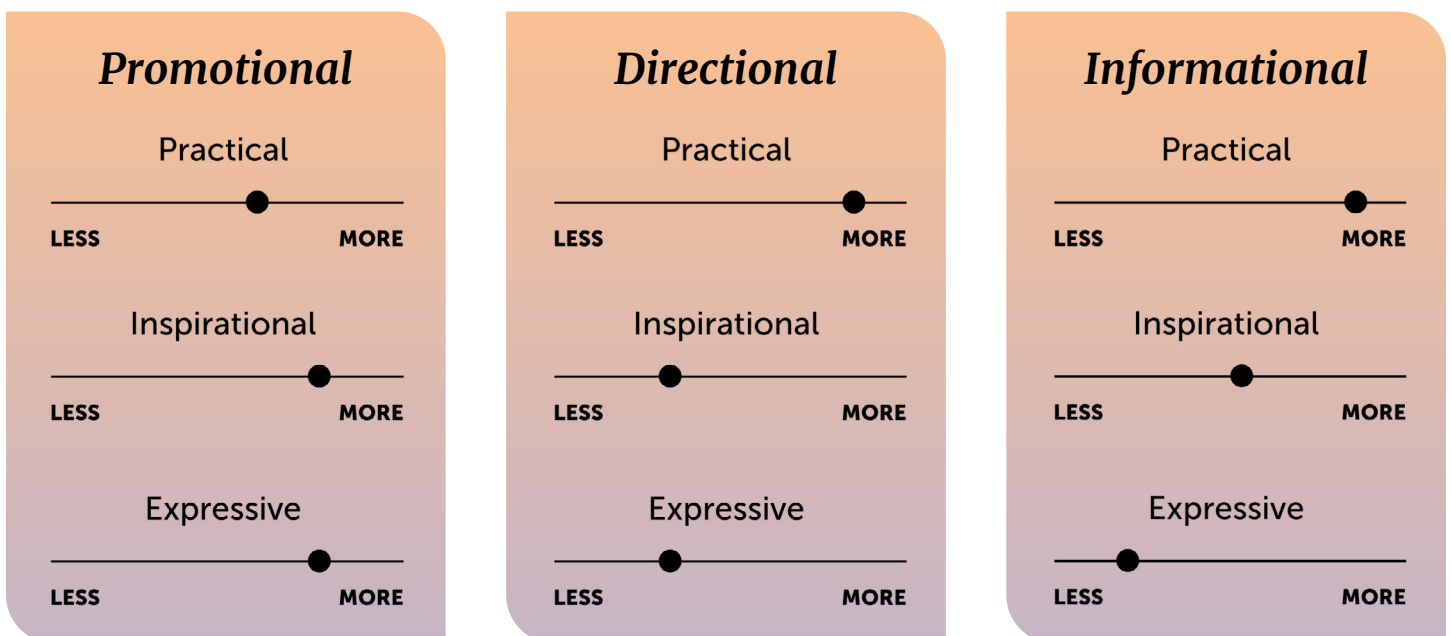 Promotional
Practical
LESS MORE
Inspirational
LESS MORE
Expressive
LESS MORE
Directional
Practical
LESS MORE
Inspirational
LESS MORE
Expressive
LESS MORE
Informational
Practical
LESS MORE
Inspirational
LESS MORE
Expressive
LESS MORE